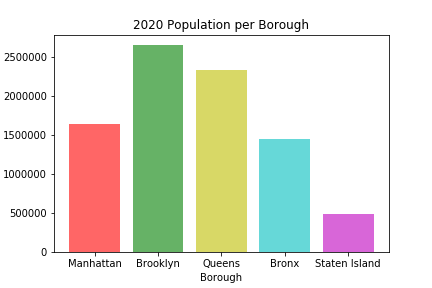 2020 Population per Borough
2500000
2000000
1500000
1000000
500000
0
Manhattan Brooklyn Queens Bronx Staten Island
Borough